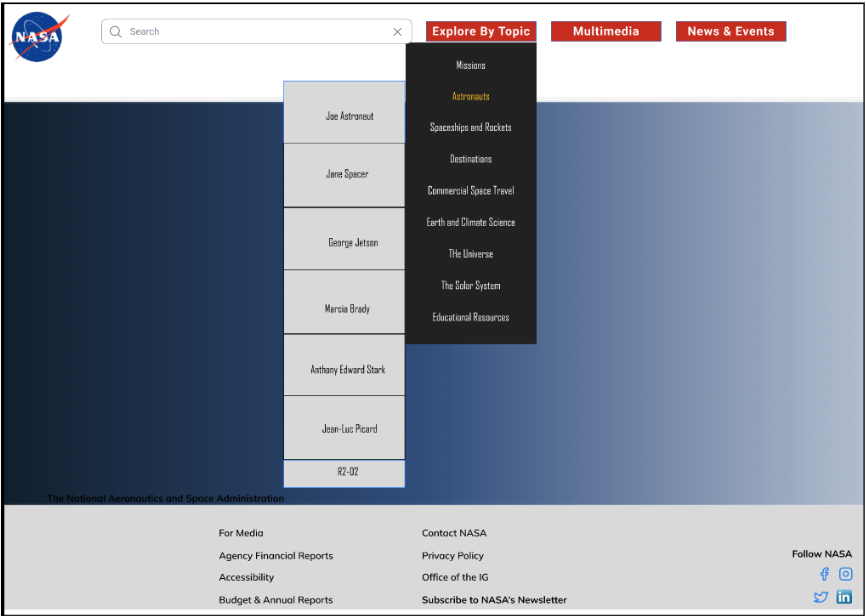 NASA
Search
Explore By Topic
Multimedia
News & Events
Missions
Astronauts
Spaceships and Rockets
Destinations
Commercial Space Travel
Earth and Climate Science
THe Universe
The Solar System
Educational Resources
Joe Astronaut
Jane Spacer
George Jetson
Marcia Brady
Anthony Edward Stark
Jean-Luc Picard
R2-D2
The National Aeronautics and Space Administration
For Media
Agency Financial Reports
Accessibility
Budget & Annual Reports
Contact NASA
Privacy Policy
Office of the IG
Subscribe to NASA's Newsletter
Follow NASA
in